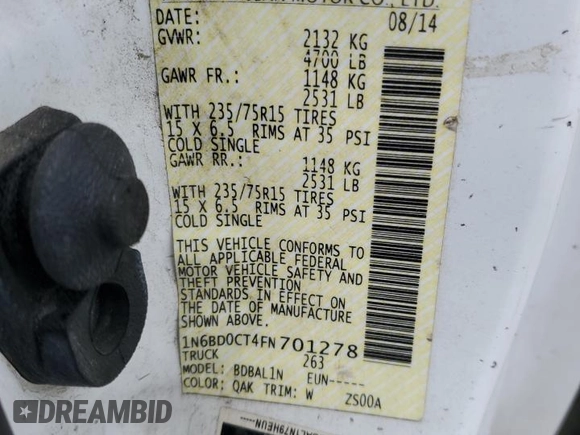 MOTOR CO., LTD.
DATE: 08/14
GVWR: 2132 KG
4700 LB
GAWR FR.: 1148 KG
2531 LB
WITH 235/75R15 TIRES
15 X 6.5 RIMS AT 35 PSI
COLD SINGLE
GAWR RR.: 1148 KG
2531 LB
WITH 235/75R15 TIRES
15 X 6.5 RIMS AT 35 PSI
COLD SINGLE
THIS VEHICLE CONFORMS TO
ALL APPLICABLE FEDERAL
MOTOR VEHICLE SAFETY AND
THEFT PREVENTION
STANDARDS IN EFFECT ON
THE DATE OF MANUFACTURE
SHOWN ABOVE.
1N6BD0CT4FN701278
TRUCK 263
MODEL: BDBAL1N EUN-----
COLOR: QAK TRIM: W ZS00A
DREAMBID